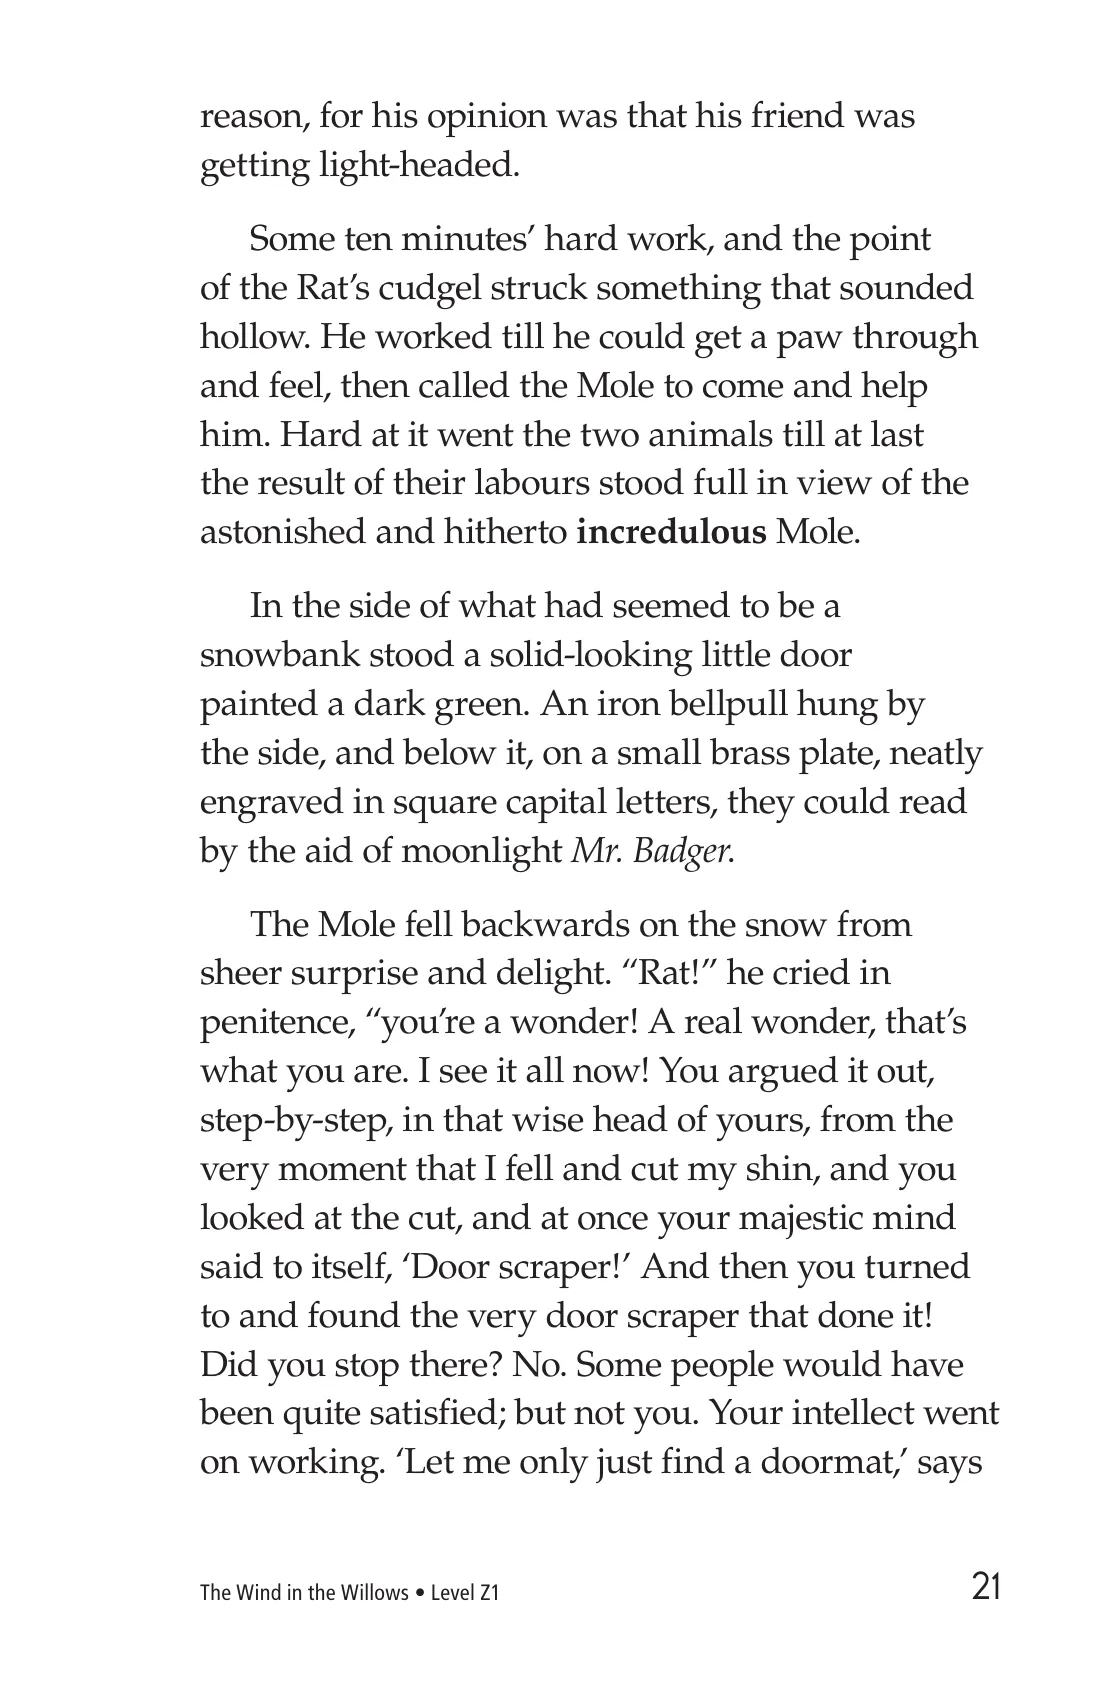 reason, for his opinion was that his friend was
getting light-headed.
Some ten minutes’ hard work, and the point
of the Rat’s cudgel struck something that sounded
hollow. He worked till he could get a paw through
and feel, then called the Mole to come and help
him. Hard at it went the two animals till at last
the result of their labours stood full in view of the
astonished and hitherto incredulous Mole.
In the side of what had seemed to be a
snowbank stood a solid-looking little door
painted a dark green. An iron bellpull hung by
the side, and below it, on a small brass plate, neatly
engraved in square capital letters, they could read
by the aid of moonlight Mr. Badger.
The Mole fell backwards on the snow from
sheer surprise and delight. “Rat!” he cried in
penitence, “you’re a wonder! A real wonder, that’s
what you are. I see it all now! You argued it out,
step-by-step, in that wise head of yours, from the
very moment that I fell and cut my shin, and you
looked at the cut, and at once your majestic mind
said to itself, ‘Door scraper!’ And then you turned
to and found the very door scraper that done it!
Did you stop there? No. Some people would have
been quite satisfied; but not you. Your intellect went
on working. ‘Let me only just find a doormat,’ says
The Wind in the Willows • Level Z1
21